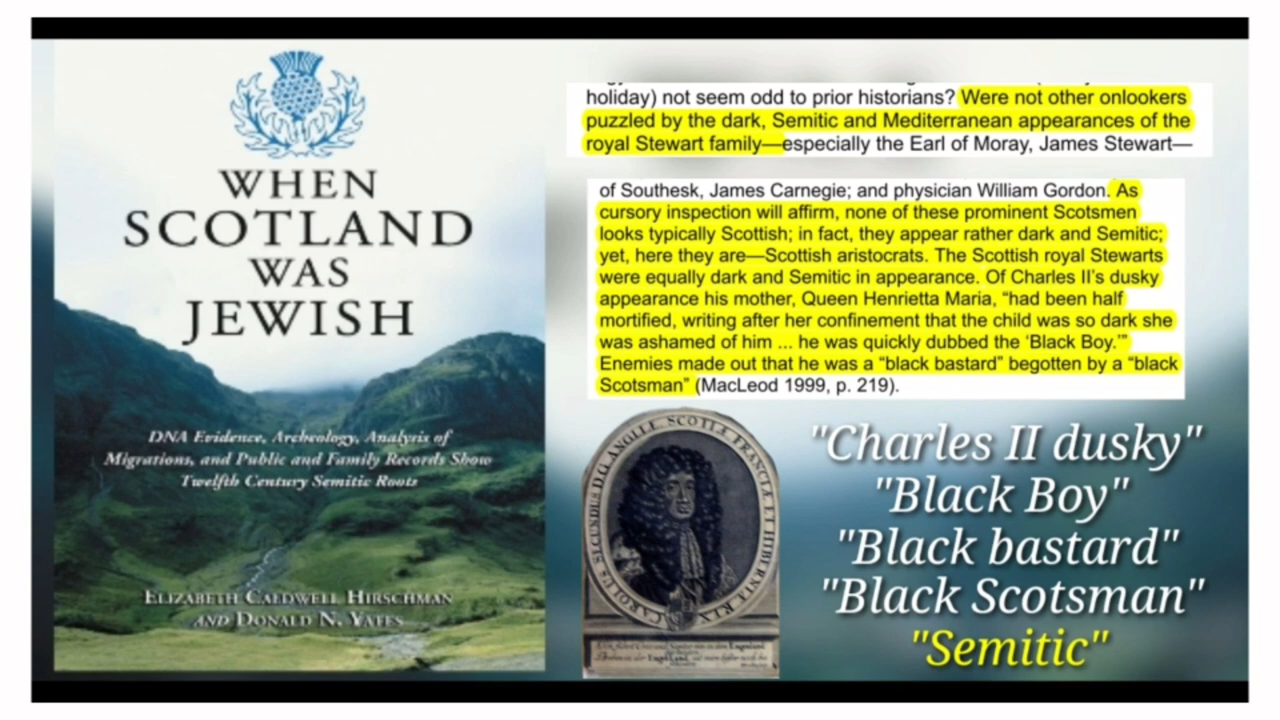 WHEN
SCOTLAND
WAS
JEWISH
DNA Evidence, Archeology, Analysis of
Migrations, and Public and Family Records Show
Twelfth Century Semitic Roots
ELIZABETH CALDWELL HIRSCHMAN
AND DONALD N. YATES
holiday) not seem odd to prior historians? Were not other onlookers
puzzled by the dark, Semitic and Mediterranean appearances of the
royal Stewart family—especially the Earl of Moray, James Stewart—
of Southesk, James Carnegie; and physician William Gordon. As
cursory inspection will affirm, none of these prominent Scotsmen
looks typically Scottish; in fact, they appear rather dark and Semitic;
yet, here they are—Scottish aristocrats. The Scottish royal Stewarts
were equally dark and Semitic in appearance. Of Charles II's dusky
appearance his mother, Queen Henrietta Maria, “had been half
mortified, writing after her confinement that the child was so dark she
was ashamed of him ... he was quickly dubbed the ‘Black Boy.’”
Enemies made out that he was a “black bastard” begotten by a “black
Scotsman” (MacLeod 1999, p. 219).
CAROLUS SECUNDUS D.G. ANGLIÆ SCOTIÆ FRANCIÆ ET HIBERNIÆ REX
"Charles II dusky"
"Black Boy"
"Black bastard"
"Black Scotsman"
"Semitic"